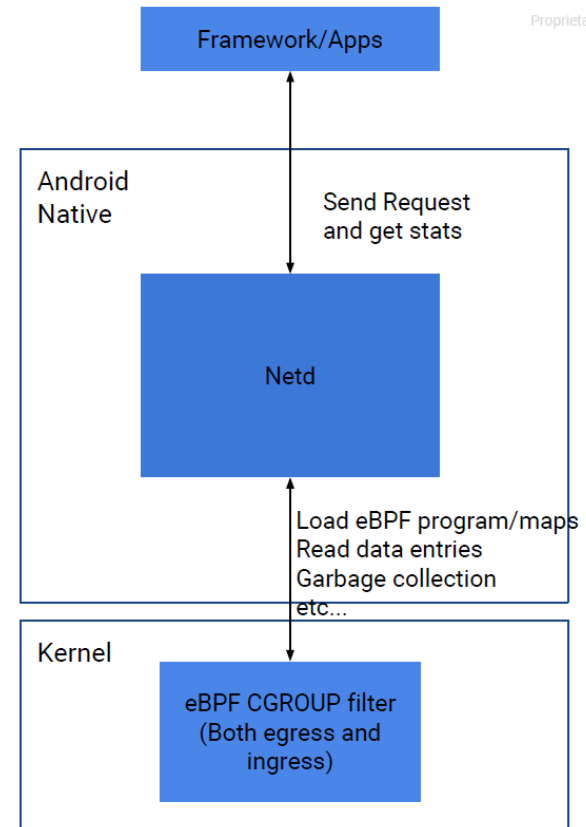 Proprieta
Framework/Apps
Android
Native
Send Request
and get stats
Netd
Load eBPF program/maps
Read data entries
Garbage collection
etc...
Kernel
eBPF CGROUP filter
(Both egress and
ingress)